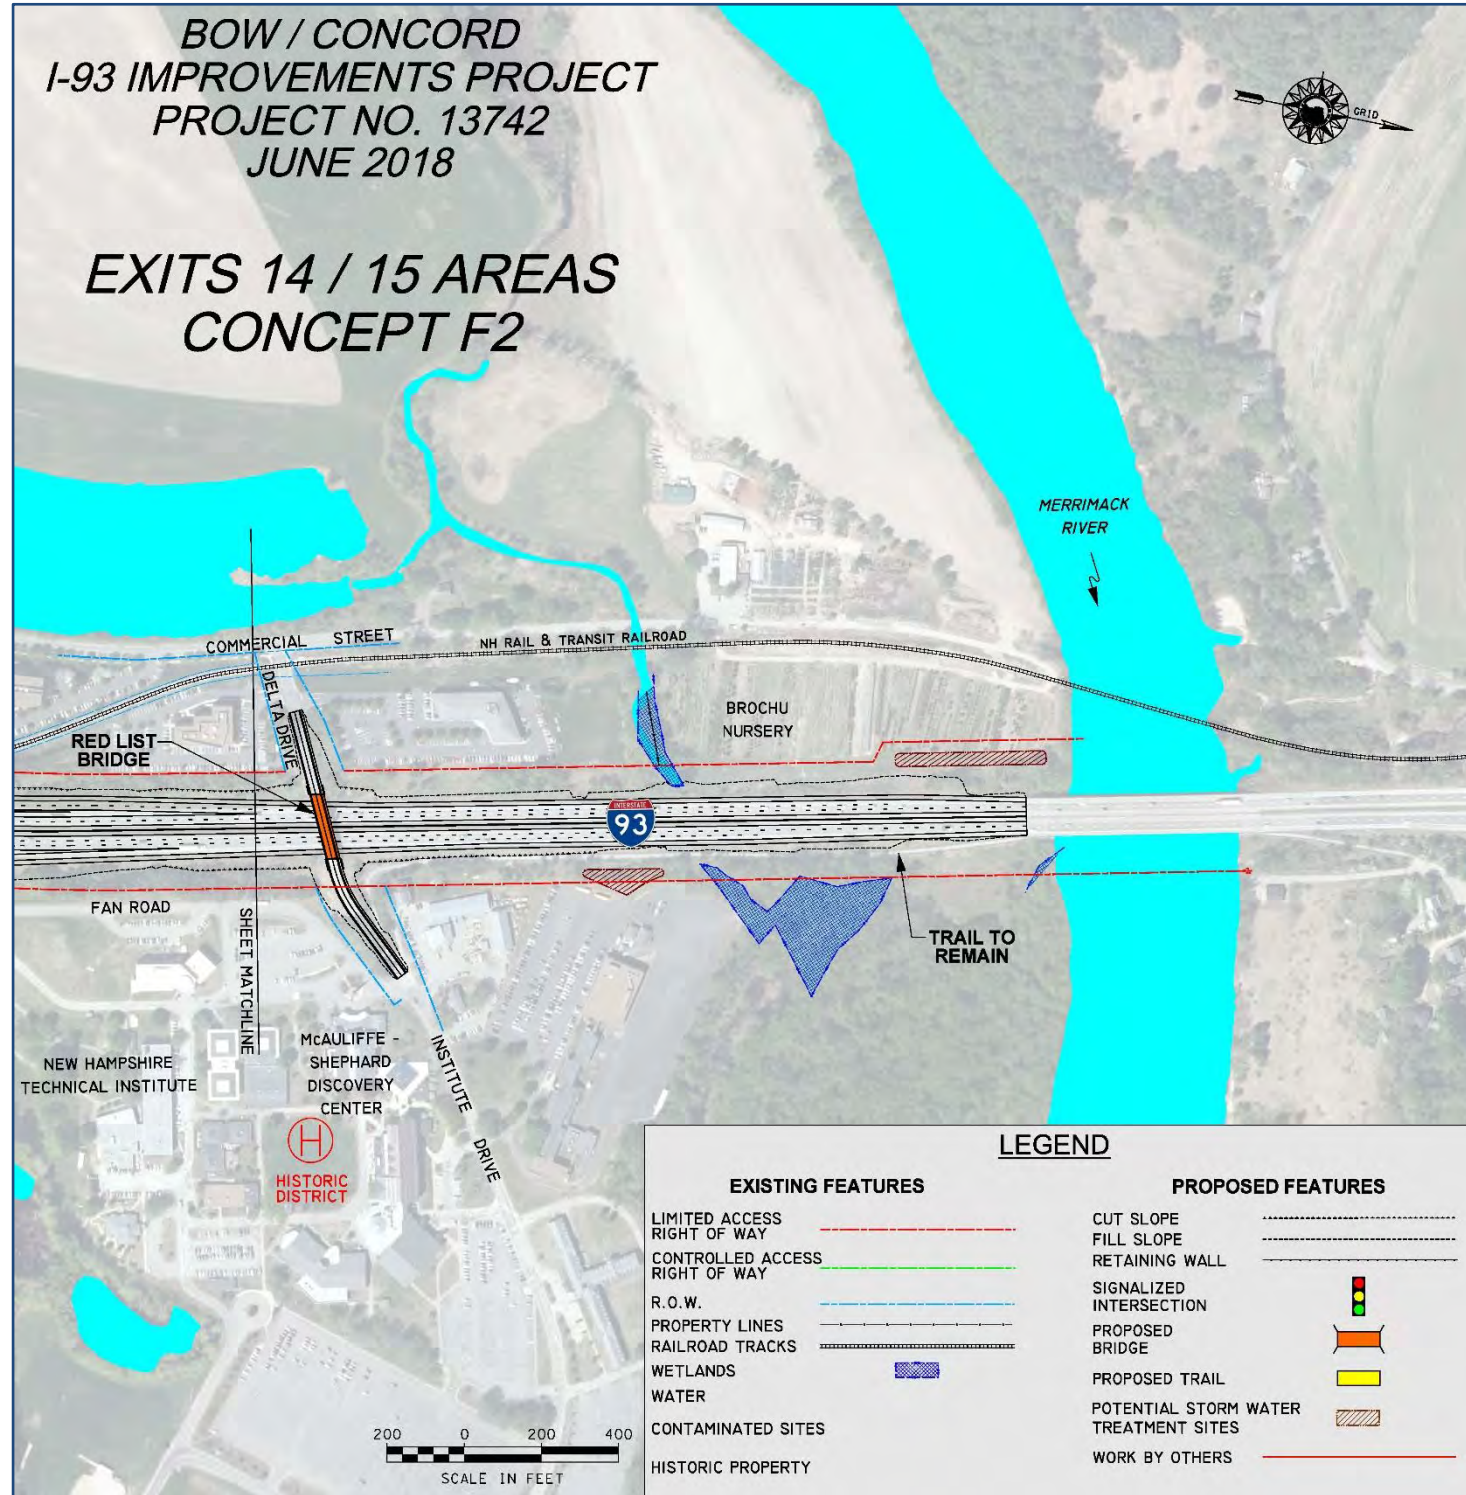 BOW / CONCORD
I-93 IMPROVEMENTS PROJECT
PROJECT NO. 13742
JUNE 2018
EXITS 14 / 15 AREAS
CONCEPT F2
GRID
MERRIMACK
RIVER
COMMERCIAL STREET
NH RAIL & TRANSIT RAILROAD
DELTA DRIVE
RED LIST
BRIDGE
BROCHU
NURSERY
INTERSTATE
93
FAN ROAD
SHEET MATCHLINE
TRAIL TO
REMAIN
NEW HAMPSHIRE
TECHNICAL INSTITUTE
McAULIFFE -
SHEPHARD
DISCOVERY
CENTER
INSTITUTE DRIVE
H
HISTORIC
DISTRICT
200 0 200 400
SCALE IN FEET
LEGEND
EXISTING FEATURES
LIMITED ACCESS
RIGHT OF WAY
CONTROLLED ACCESS
RIGHT OF WAY
R.O.W.
PROPERTY LINES
RAILROAD TRACKS
WETLANDS
WATER
CONTAMINATED SITES
HISTORIC PROPERTY
PROPOSED FEATURES
CUT SLOPE
FILL SLOPE
RETAINING WALL
SIGNALIZED
INTERSECTION
PROPOSED
BRIDGE
PROPOSED TRAIL
POTENTIAL STORM WATER
TREATMENT SITES
WORK BY OTHERS